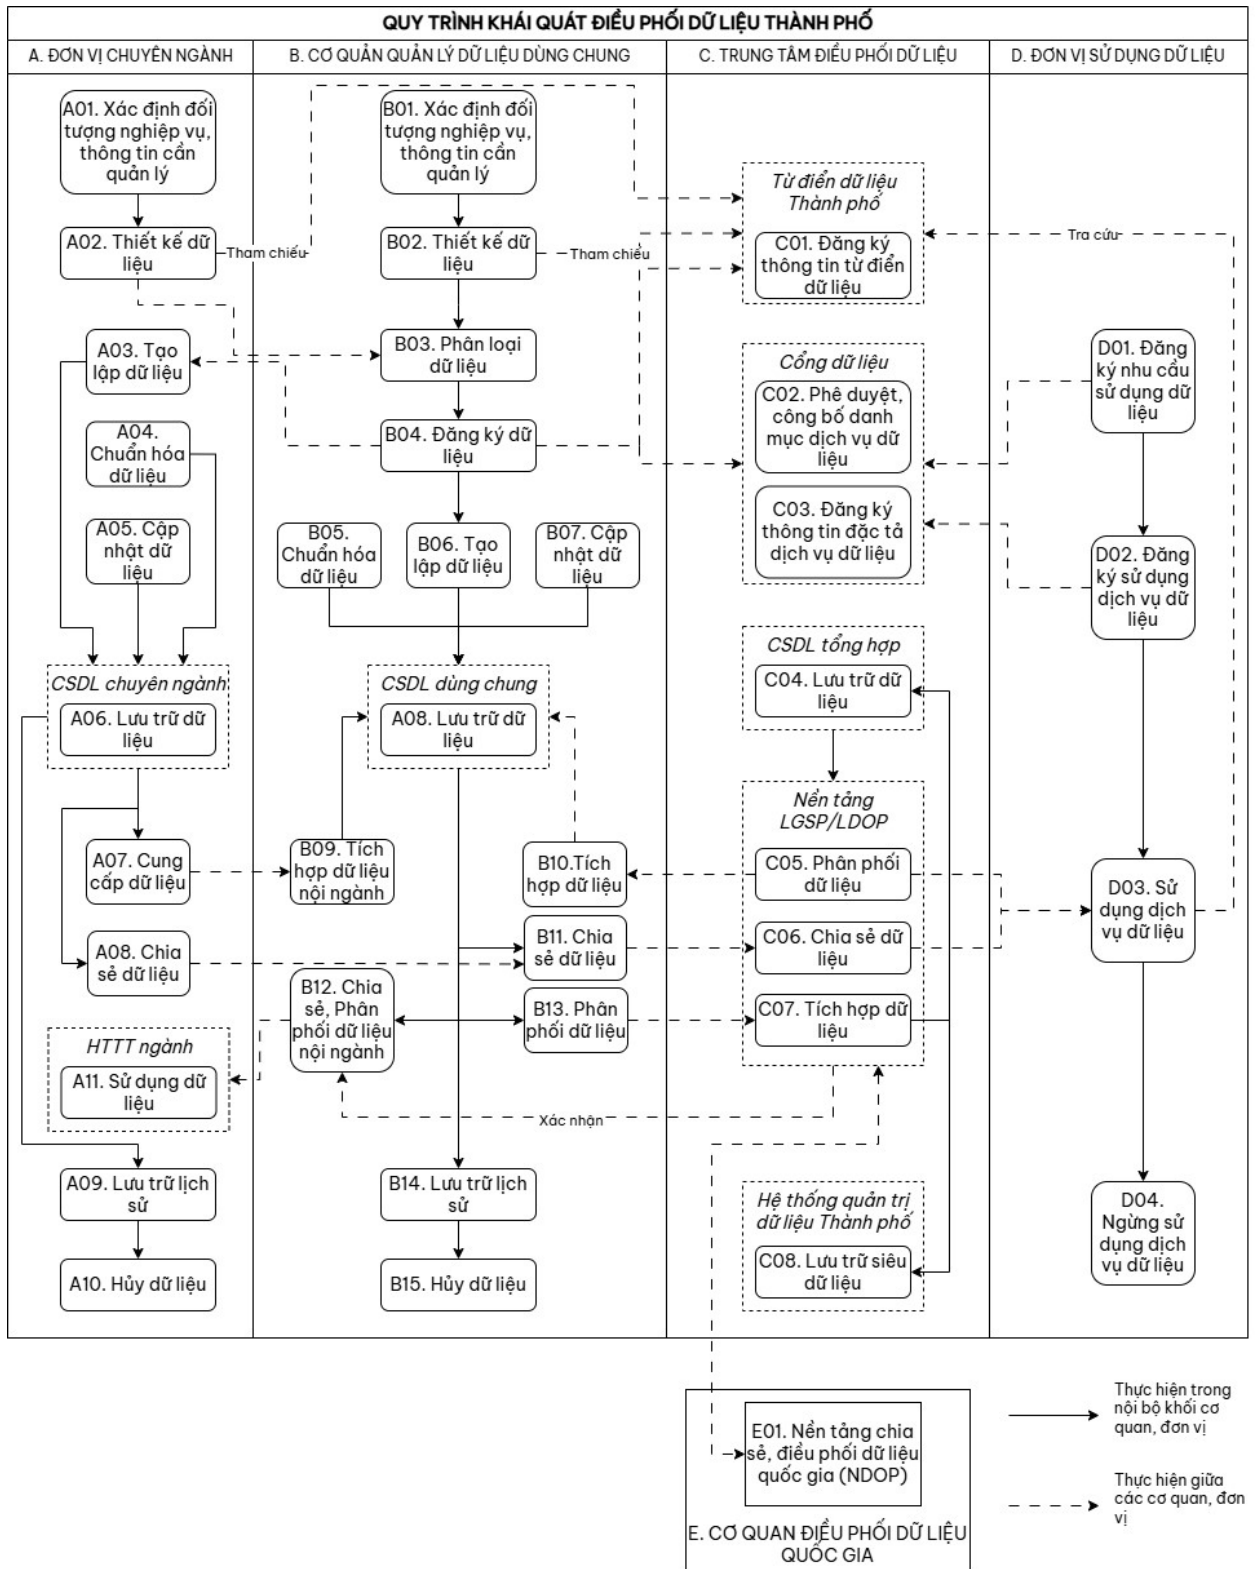 QUY TRÌNH KHÁI QUÁT ĐIỀU PHỐI DỮ LIỆU THÀNH PHỐ
A. ĐƠN VỊ CHUYÊN NGÀNH
B. CƠ QUẢN QUẢN LÝ DỮ LIỆU DÙNG CHUNG
C. TRUNG TÂM ĐIỀU PHỐI DỮ LIỆU
D. ĐƠN VỊ SỬ DỤNG DỮ LIỆU
A01. Xác định đối
tượng nghiệp vụ,
thông tin cần
quản lý
A02. Thiết kế dữ
liệu
Tham chiếu
A03. Tạo
lập dữ liệu
A04.
Chuẩn hóa
dữ liệu
A05. Cập
nhật dữ
liệu
CSDL chuyên ngành
A06. Lưu trữ dữ
liệu
A07. Cung
cấp dữ liệu
A08. Chia
sẻ dữ liệu
HTTT ngành
A11. Sử dụng dữ
liệu
A09. Lưu trữ lịch
sử
A10. Hủy dữ liệu
B01. Xác định đối
tượng nghiệp vụ,
thông tin cần
quản lý
B02. Thiết kế dữ
liệu
Tham chiếu
B03. Phân loại
dữ liệu
B04. Đăng ký dữ
liệu
B05.
Chuẩn hóa
dữ liệu
B06. Tạo
lập dữ liệu
B07. Cập
nhật dữ
liệu
CSDL dùng chung
A08. Lưu trữ dữ
liệu
B09. Tích
hợp dữ liệu
nội ngành
B10.Tích
hợp dữ liệu
B11. Chia
sẻ dữ liệu
B12. Chia
sẻ, Phân
phối dữ liệu
nội ngành
B13. Phân
phối dữ liệu
Xác nhận
B14. Lưu trữ lịch
sử
B15. Hủy dữ liệu
Từ điển dữ liệu
Thành phố
C01. Đăng ký
thông tin từ điển
dữ liệu
Cổng dữ liệu
C02. Phê duyệt,
công bố danh
mục dịch vụ dữ
liệu
C03. Đăng ký
thông tin đặc tả
dịch vụ dữ liệu
CSDL tổng hợp
C04. Lưu trữ dữ
liệu
Nền tảng
LGSP/LDOP
C05. Phân phối
dữ liệu
C06. Chia sẻ dữ
liệu
C07. Tích hợp dữ
liệu
Hệ thống quản trị
dữ liệu Thành phố
C08. Lưu trữ siêu
dữ liệu
Tra cứu
D01. Đăng
ký nhu cầu
sử dụng dữ
liệu
D02. Đăng
ký sử dụng
dịch vụ dữ
liệu
D03. Sử
dụng dịch
vụ dữ liệu
D04.
Ngừng sử
dụng dịch
vụ dữ liệu
E01. Nền tảng chia
sẻ, điều phối dữ liệu
quốc gia (NDOP)
E. CƠ QUAN ĐIỀU PHỐI DỮ LIỆU
QUỐC GIA
Thực hiện trong
nội bộ khối cơ
quan, đơn vị
Thực hiện giữa
các cơ quan, đơn
vị